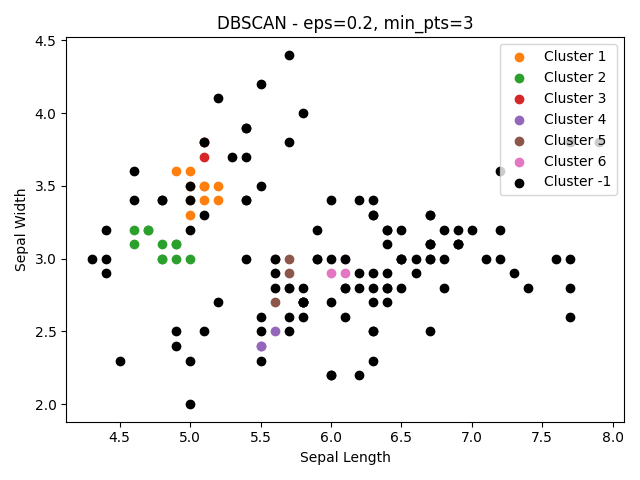 DBSCAN - eps=0.2, min_pts=3
Sepal Width
4.5
4.0
3.5
3.0
2.5
2.0
Cluster 1
Cluster 2
Cluster 3
Cluster 4
Cluster 5
Cluster 6
Cluster -1
4.5 5.0 5.5 6.0 6.5 7.0 7.5 8.0
Sepal Length